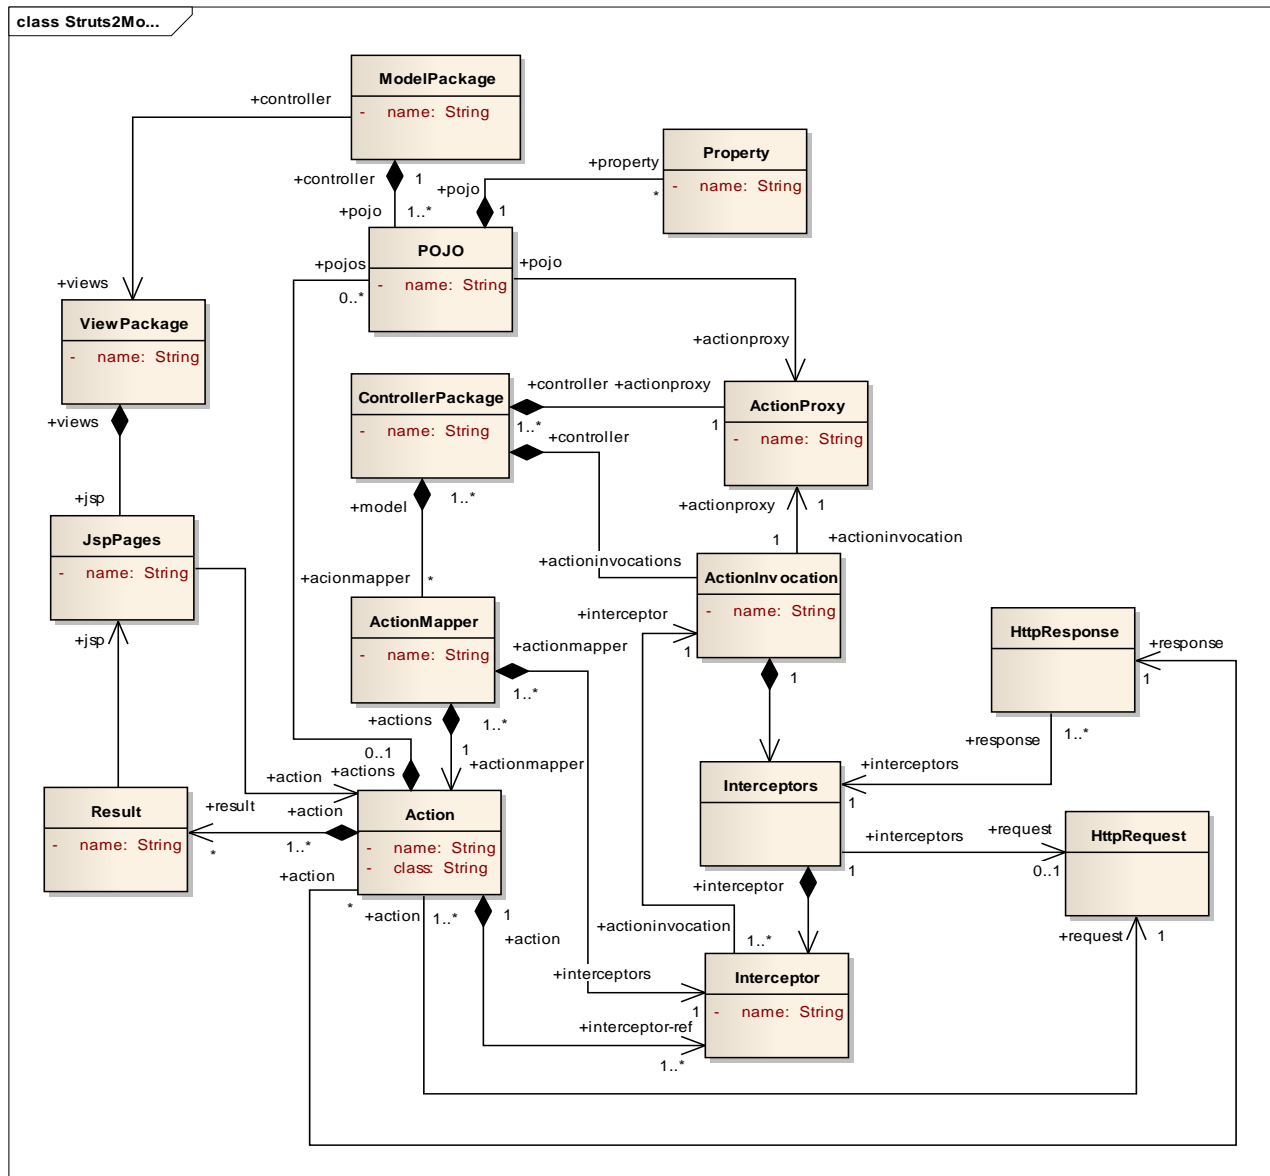 class Struts2Mo...
ModelPackage
- name: String
+controller
+controller 1
+pojo 1..*
Property
- name: String
+property
*
+pojo
1
POJO
- name: String
+pojos
0..*
+pojo
+actionproxy
+views
ViewPackage
- name: String
+views
+jsp
ControllerPackage
- name: String
+controller +actionproxy
1..* 1
+controller
ActionProxy
- name: String
+model 1..*
+actionproxy 1
1 +actioninvocation
+actioninvocations
JspPages
- name: String
+jsp
+acionmapper *
ActionMapper
- name: String
+actionmapper
1..*
+interceptor
1
ActionInvocation
- name: String
1
HttpResponse
+response
1
1..*
+response
+interceptors
1
+actions 1..*
1
+actionmapper
0..1
+actions
+action
Result
- name: String
+result
*
+action
1..*
Action
- name: String
- class: String
Interceptors
+interceptors
1
+request
0..1
HttpRequest
+request 1
+action
*
+action 1..*
1
+action
+interceptor
+actioninvocation
1..*
+interceptors
1
Interceptor
- name: String
+interceptor-ref
1..*